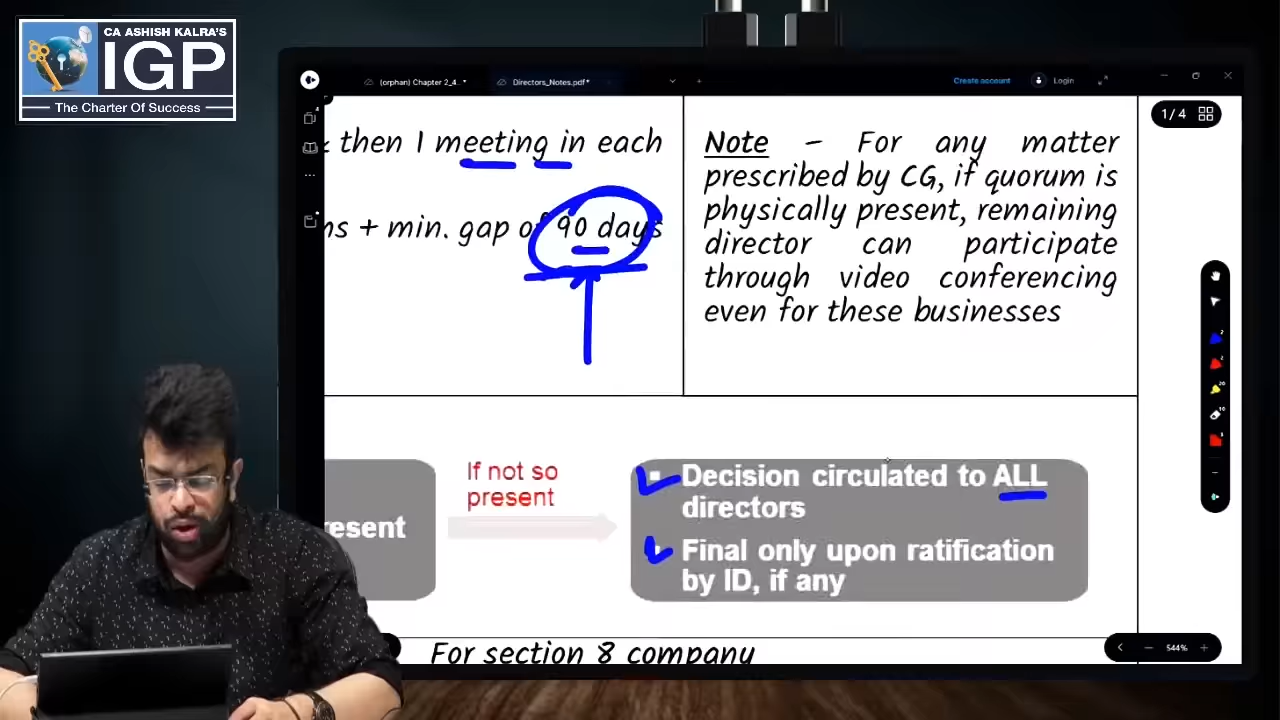 CA ASHISH KALRA'S
IGP
The Charter Of Success
(orphan) Chapter 2_4..*
Directors_Notes.pdf*
Create account
Login
1/4
then 1 meeting in each
ns + min. gap of 90 days
Note – For any matter
prescribed by CG, if quorum is
physically present, remaining
director can participate
through video conferencing
even for these businesses
resent
If not so
present
Decision circulated to ALL
directors
Final only upon ratification
by ID, if any
For section 8 company
544%